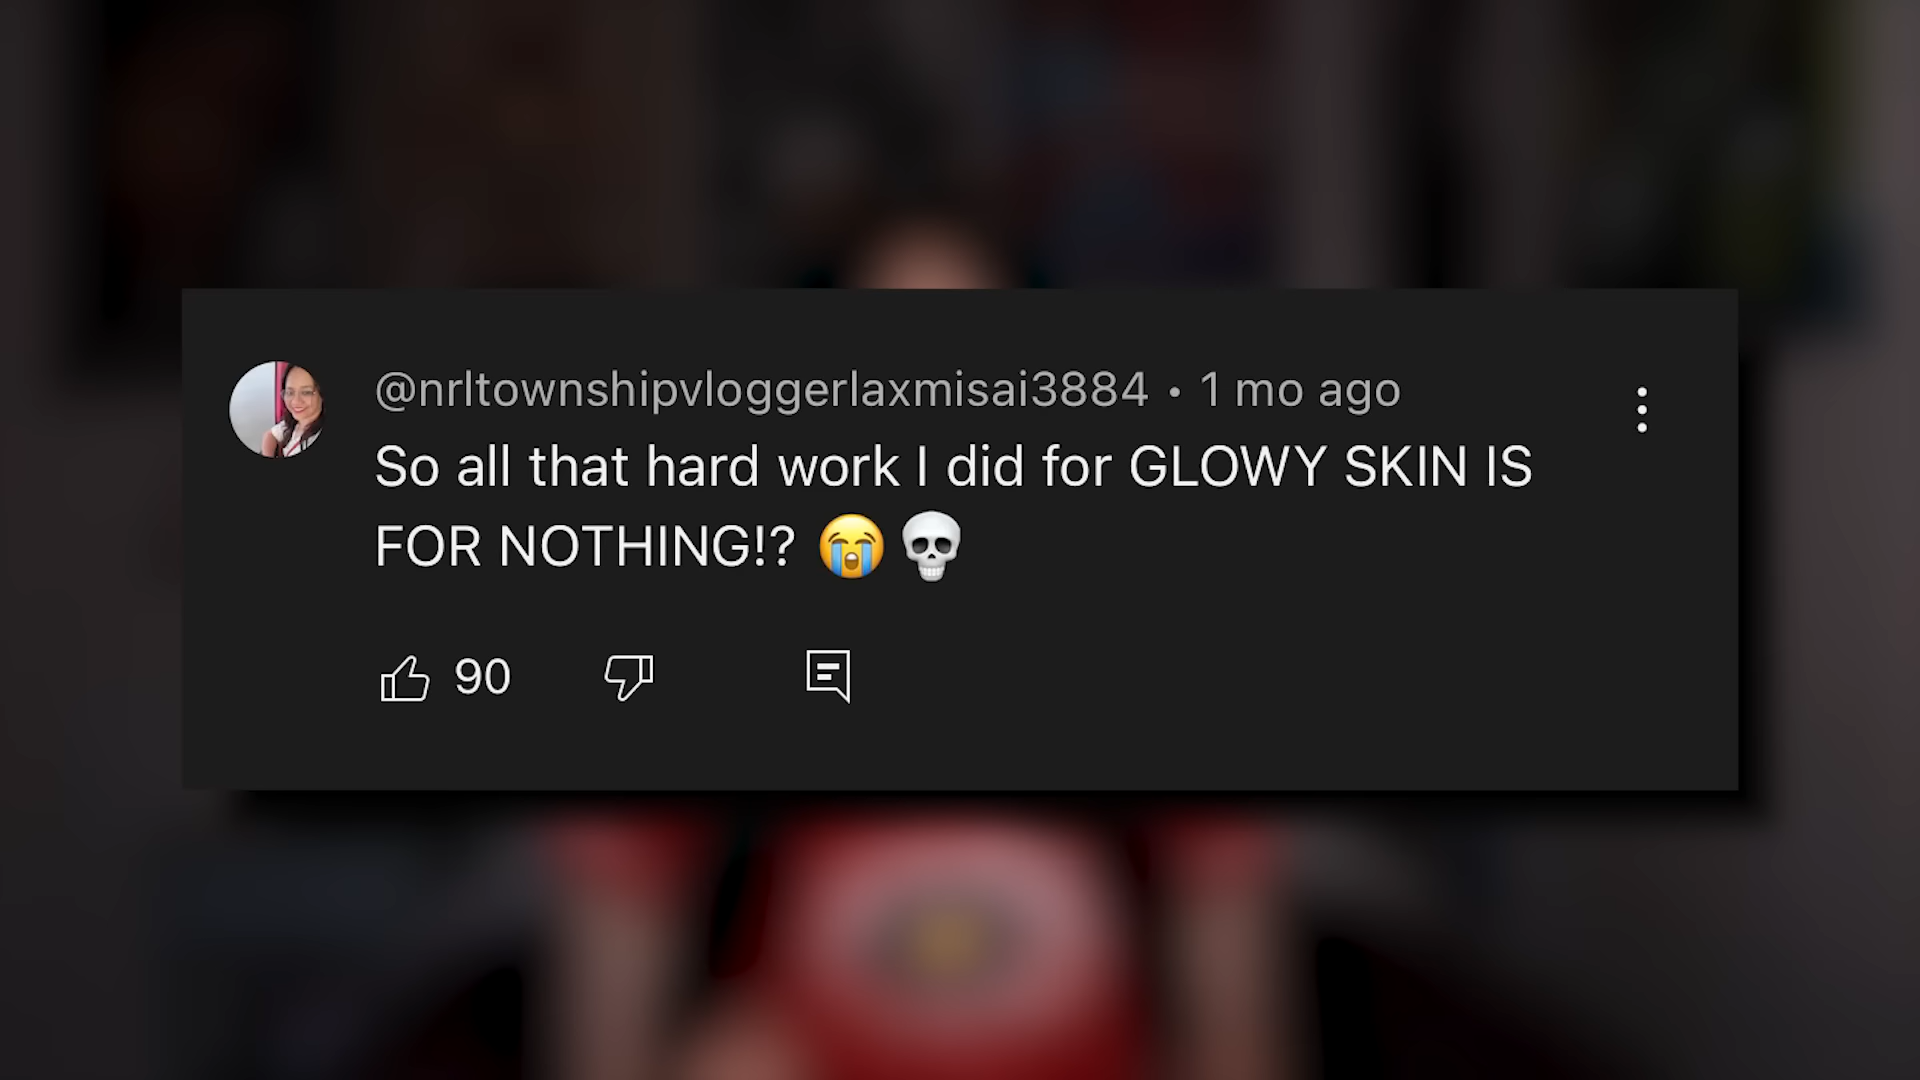 @nrltownshipvloggerlaxmisai3884 • 1 mo ago
So all that hard work I did for GLOWY SKIN IS
FOR NOTHING!? 😭💀
90